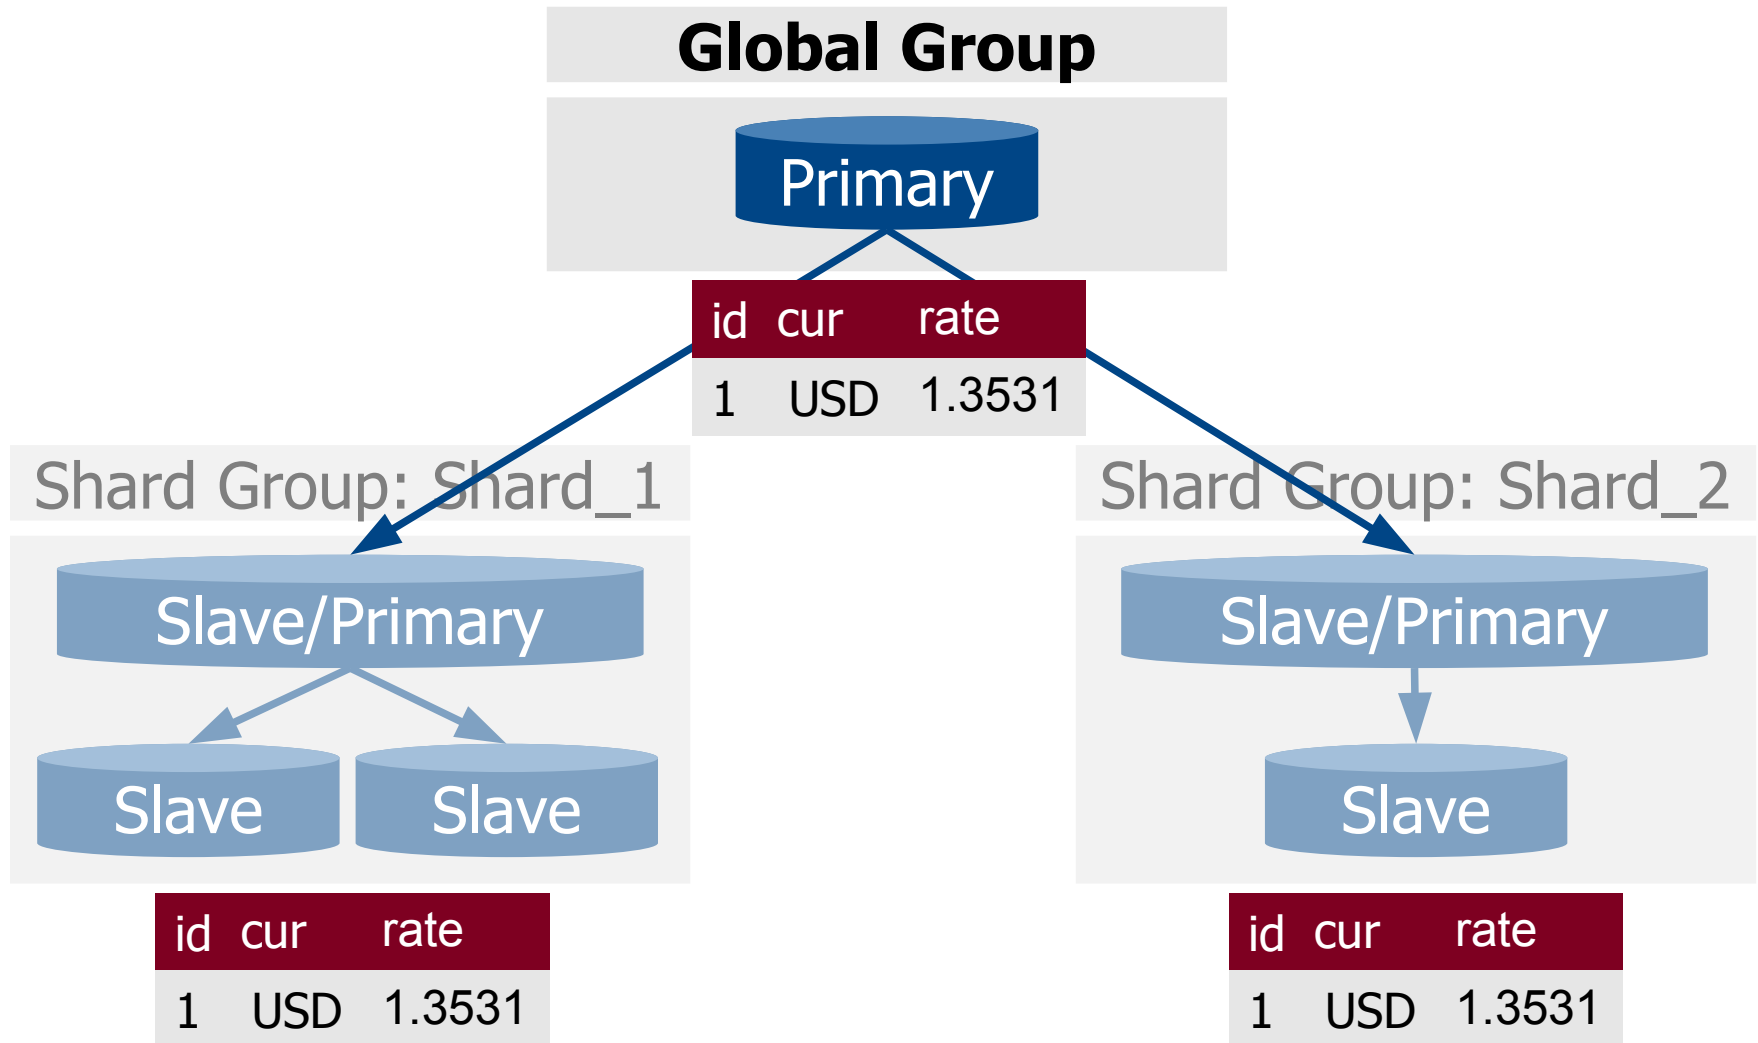 Global Group
Primary
id cur rate
1 USD 1.3531
Shard Group: Shard_1
Shard Group: Shard_2
Slave/Primary
Slave/Primary
Slave
Slave
Slave
id cur rate
1 USD 1.3531
id cur rate
1 USD 1.3531